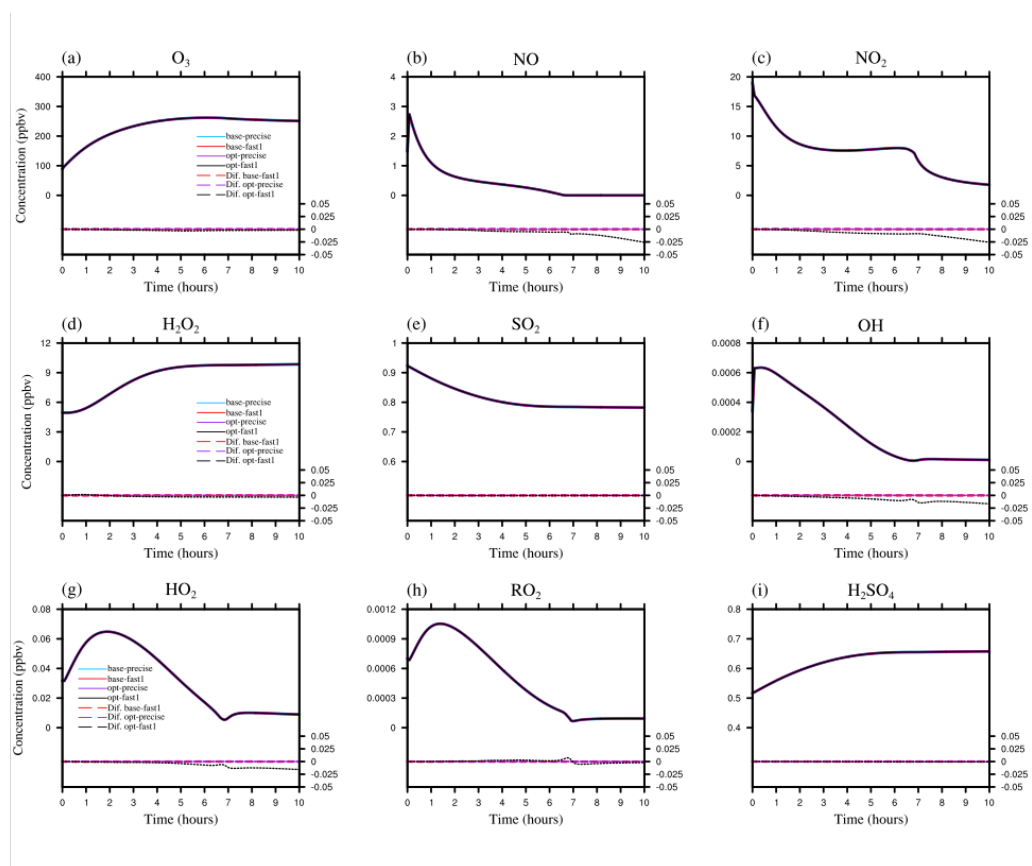 (a) O₃
Concentration (ppbv)
400
300
200
100
0
base-precise
base-fast1
opt-precise
opt-fast1
Dif. base-fast1
Dif. opt-precise
Dif. opt-fast1
0.05
0.025
0
-0.025
-0.05
0 1 2 3 4 5 6 7 8 9 10
Time (hours)
(b) NO
4
3
2
1
0
0.05
0.025
0
-0.025
-0.05
0 1 2 3 4 5 6 7 8 9 10
Time (hours)
(c) NO₂
20
15
10
5
0
0.05
0.025
0
-0.025
-0.05
0 1 2 3 4 5 6 7 8 9 10
Time (hours)
(d) H₂O₂
Concentration (ppbv)
12
9
6
3
0
base-precise
base-fast1
opt-precise
opt-fast1
Dif. base-fast1
Dif. opt-precise
Dif. opt-fast1
0.05
0.025
0
-0.025
-0.05
0 1 2 3 4 5 6 7 8 9 10
Time (hours)
(e) SO₂
1
0.9
0.8
0.7
0.6
0.05
0.025
0
-0.025
-0.05
0 1 2 3 4 5 6 7 8 9 10
Time (hours)
(f) OH
0.0008
0.0006
0.0004
0.0002
0
0.05
0.025
0
-0.025
-0.05
0 1 2 3 4 5 6 7 8 9 10
Time (hours)
(g) HO₂
Concentration (ppbv)
0.08
0.06
0.04
0.02
0
base-precise
base-fast1
opt-precise
opt-fast1
Dif. base-fast1
Dif. opt-precise
Dif. opt-fast1
0.05
0.025
0
-0.025
-0.05
0 1 2 3 4 5 6 7 8 9 10
Time (hours)
(h) RO₂
0.0012
0.0009
0.0006
0.0003
0
0.05
0.025
0
-0.025
-0.05
0 1 2 3 4 5 6 7 8 9 10
Time (hours)
(i) H₂SO₄
0.8
0.7
0.6
0.5
0.4
0.05
0.025
0
-0.025
-0.05
0 1 2 3 4 5 6 7 8 9 10
Time (hours)